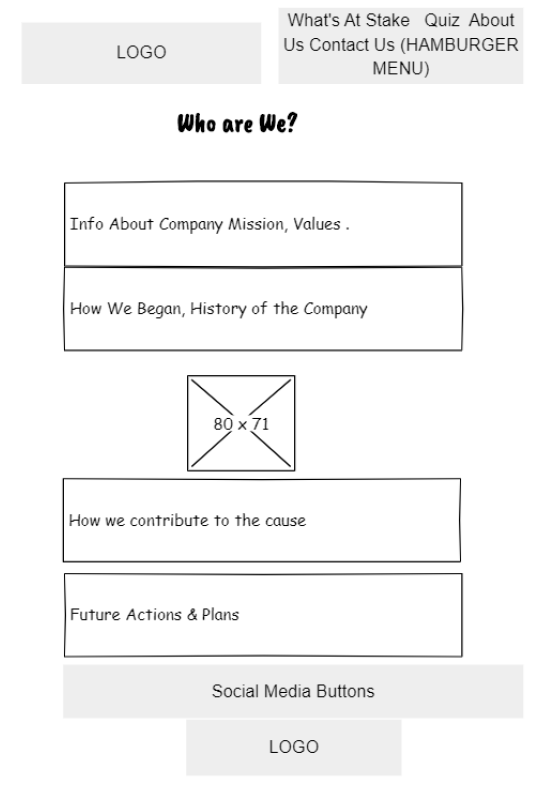 LOGO
What's At Stake Quiz About
Us Contact Us (HAMBURGER
MENU)
Who are We?
Info About Company Mission, Values .
How We Began, History of the Company
80 x 71
How we contribute to the cause
Future Actions & Plans
Social Media Buttons
LOGO